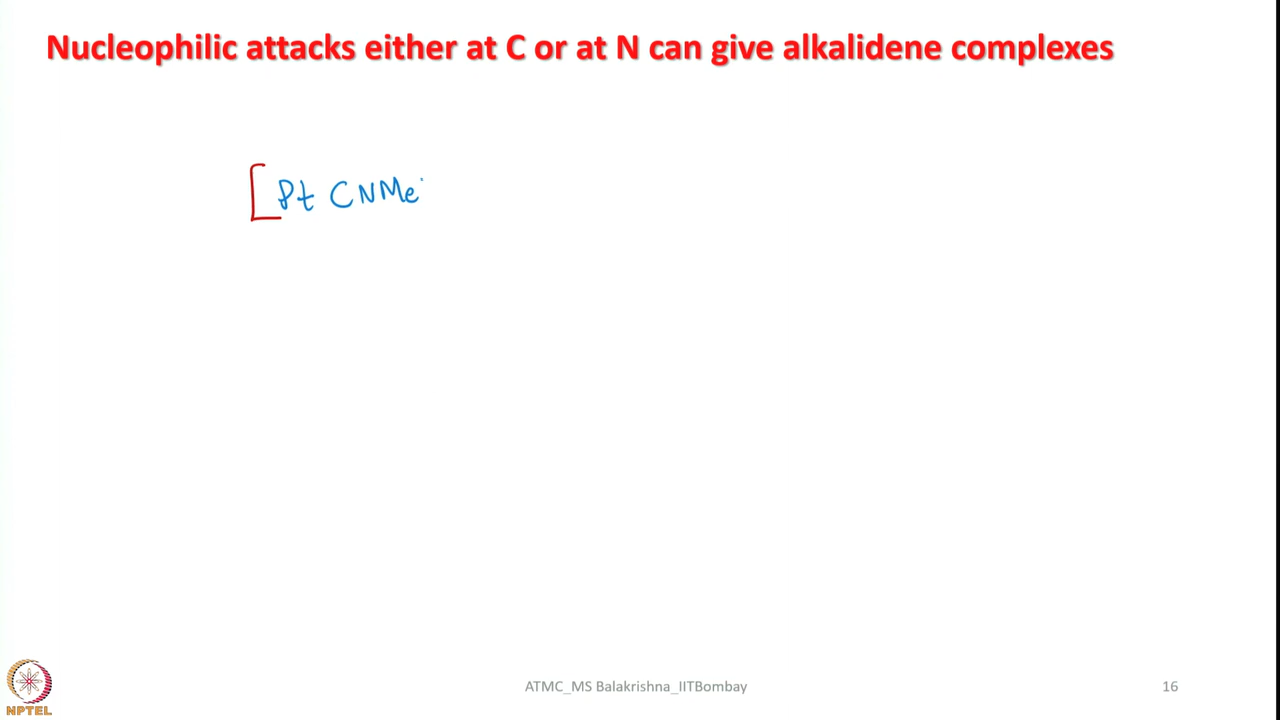 Nucleophilic attacks either at C or at N can give alkalidene complexes
[Pt CNMe
ATMC_MS Balakrishna_IITBombay
16
NPTEL